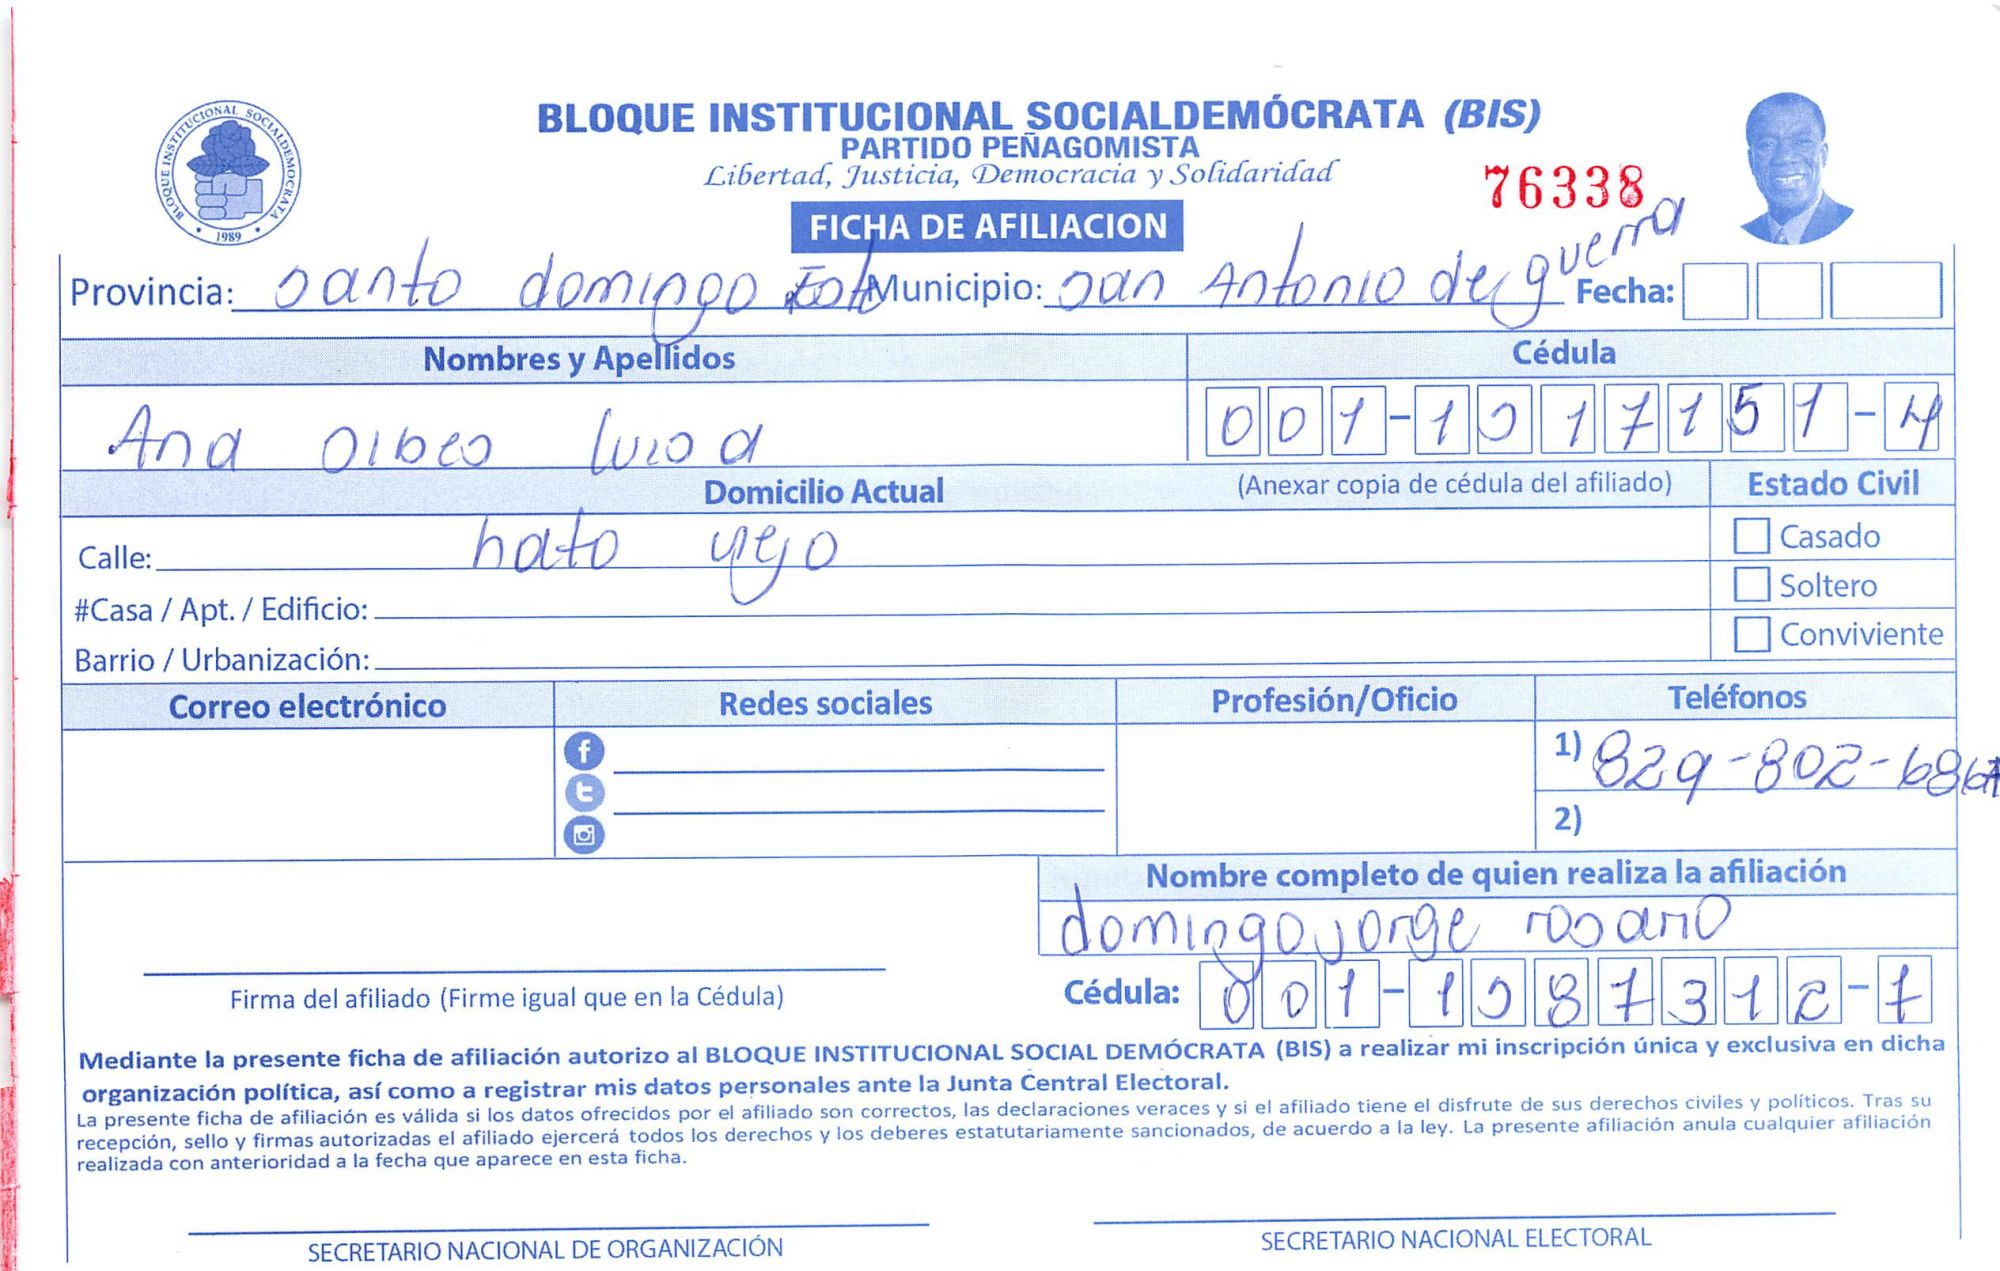 BLOQUE INSTITUCIONAL SOCIALDEMÓCRATA (BIS)
PARTIDO PEÑAGOMISTA
Libertad, Justicia, Democracia y Solidaridad
76338
BLOQUE INSTITUCIONAL SOCIALDEMOCRATA
1989
FICHA DE AFILIACION
Provincia: santo domingo Este Municipio: san Antonio de guerra Fecha:
Nombres y Apellidos Cédula
Ana 001-1017151-4
Domicilio Actual (Anexar copia de cédula del afiliado) Estado Civil
Calle: hato viejo Casado
#Casa / Apt. / Edificio: Soltero
Barrio / Urbanización: Conviviente
Correo electrónico Redes sociales Profesión/Oficio Teléfonos
1) 829-802-686
2)
Nombre completo de quien realiza la afiliación
domingo jorge rosario
Firma del afiliado (Firme igual que en la Cédula) Cédula: 001-1087312-7
Mediante la presente ficha de afiliación autorizo al BLOQUE INSTITUCIONAL SOCIAL DEMÓCRATA (BIS) a realizar mi inscripción única y exclusiva en dicha
organización política, así como a registrar mis datos personales ante la Junta Central Electoral.
La presente ficha de afiliación es válida si los datos ofrecidos por el afiliado son correctos, las declaraciones veraces y si el afiliado tiene el disfrute de sus derechos civiles y políticos. Tras su
recepción, sello y firmas autorizadas el afiliado ejercerá todos los derechos y los deberes estatutariamente sancionados, de acuerdo a la ley. La presente afiliación anula cualquier afiliación
realizada con anterioridad a la fecha que aparece en esta ficha.
SECRETARIO NACIONAL DE ORGANIZACIÓN SECRETARIO NACIONAL ELECTORAL